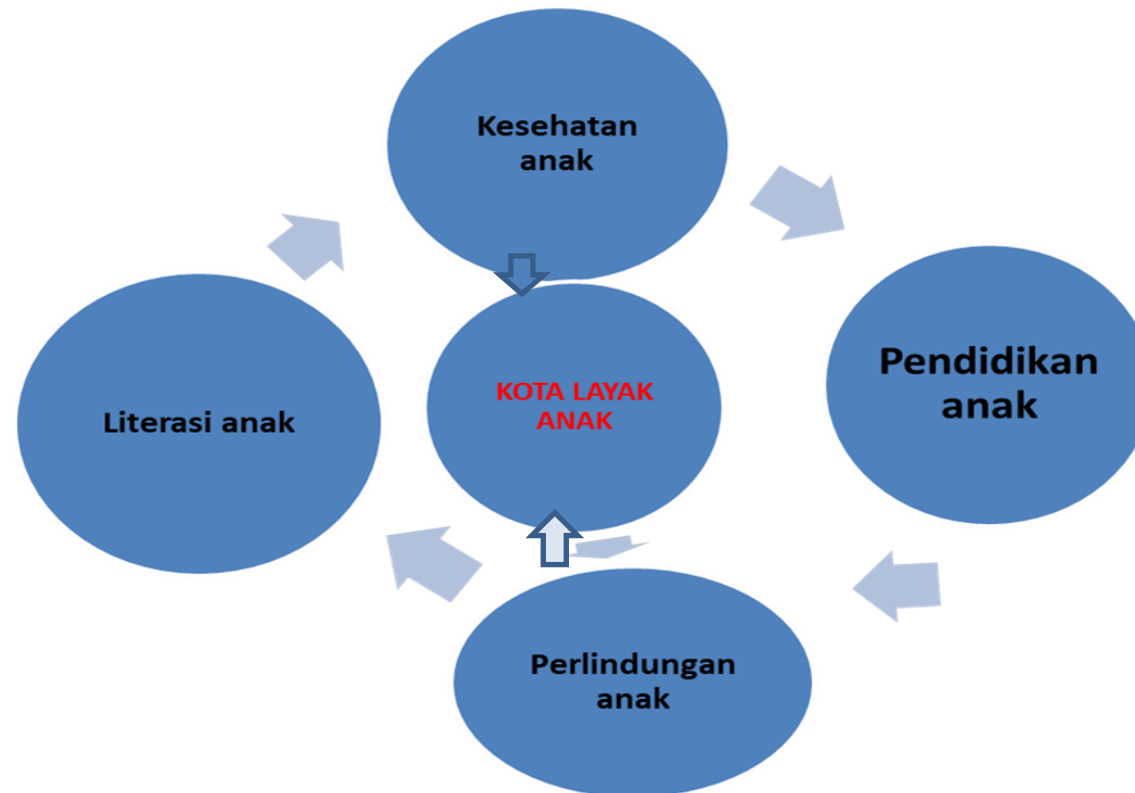 Kesehatan
anak
Pendidikan
anak
KOTA LAYAK
ANAK
Literasi anak
Perlindungan
anak